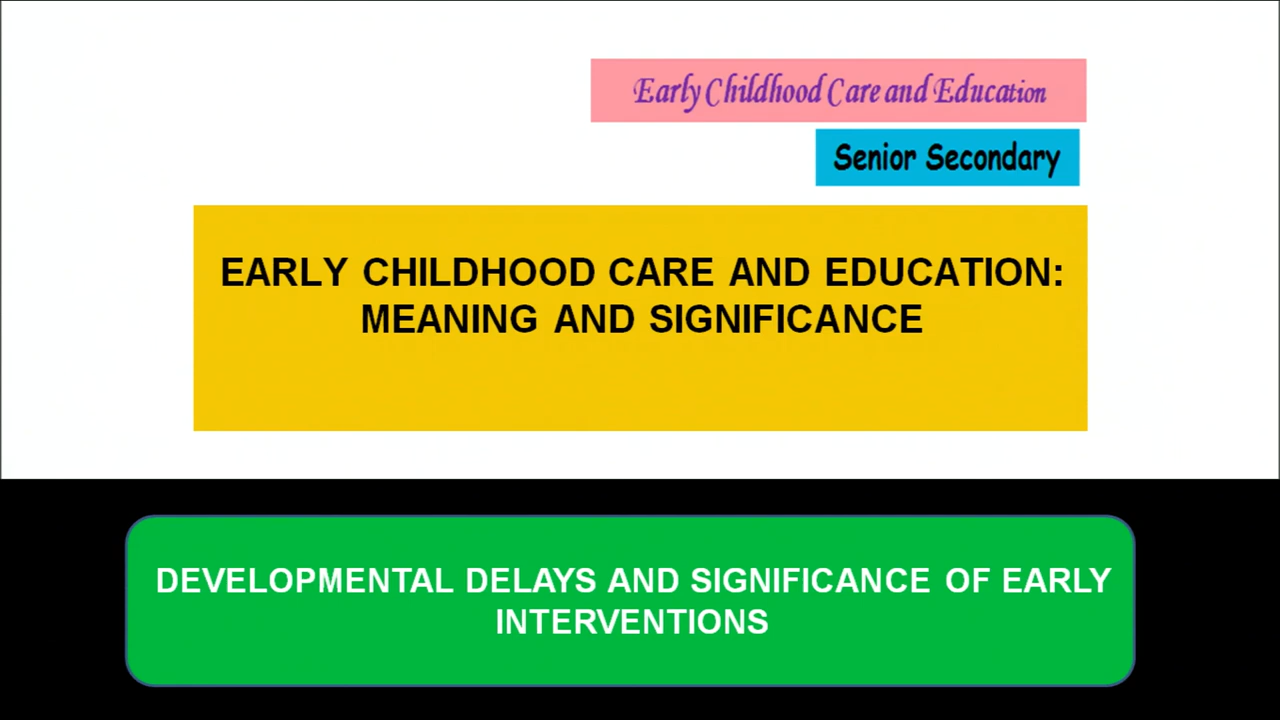 Early Childhood Care and Education
Senior Secondary
EARLY CHILDHOOD CARE AND EDUCATION:
MEANING AND SIGNIFICANCE
DEVELOPMENTAL DELAYS AND SIGNIFICANCE OF EARLY
INTERVENTIONS